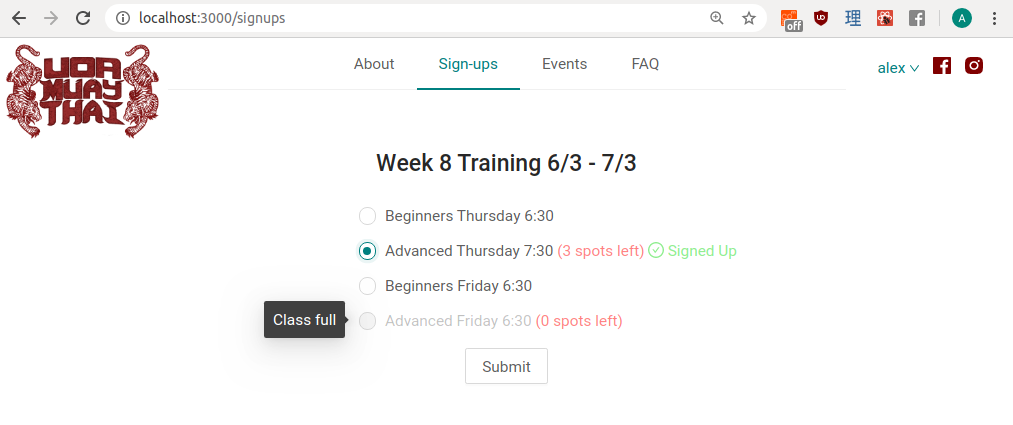 localhost:3000/signups
off
理
A
UOA
MUAY
THAI
About
Sign-ups
Events
FAQ
alex
Week 8 Training 6/3 - 7/3
Beginners Thursday 6:30
Advanced Thursday 7:30 (3 spots left) Signed Up
Beginners Friday 6:30
Class full
Advanced Friday 6:30 (0 spots left)
Submit